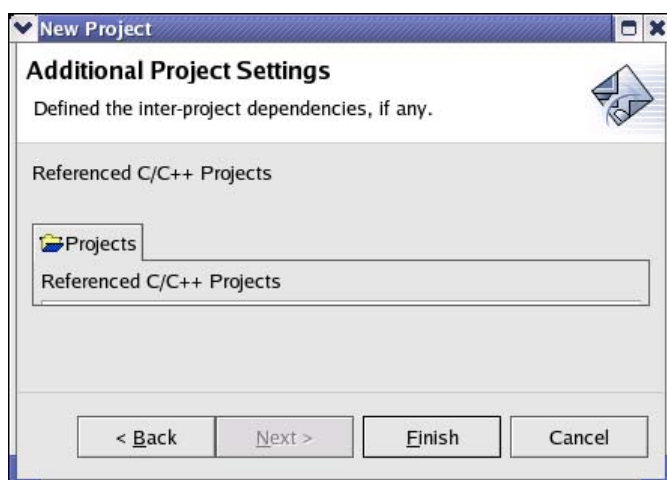 New Project
Additional Project Settings
Defined the inter-project dependencies, if any.
Referenced C/C++ Projects
Projects
Referenced C/C++ Projects
< Back
Next >
Finish
Cancel